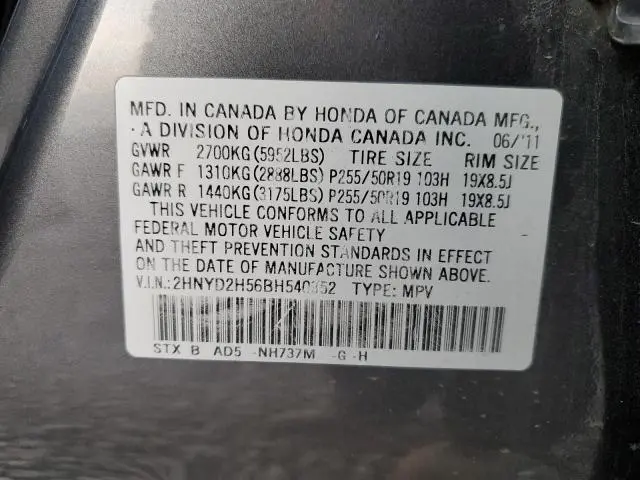 MFD. IN CANADA BY HONDA OF CANADA MFG.,
A DIVISION OF HONDA CANADA INC. 06/'11
GVWR 2700KG(5952LBS) TIRE SIZE RIM SIZE
GAWR F 1310KG(2888LBS) P255/50R19 103H 19X8.5J
GAWR R 1440KG(3175LBS) P255/50R19 103H 19X8.5J
THIS VEHICLE CONFORMS TO ALL APPLICABLE
FEDERAL MOTOR VEHICLE SAFETY
AND THEFT PREVENTION STANDARDS IN EFFECT
ON THE DATE OF MANUFACTURE SHOWN ABOVE.
V.I.N.: TYPE: MPV
STX B AD5 -NH737M -G -H